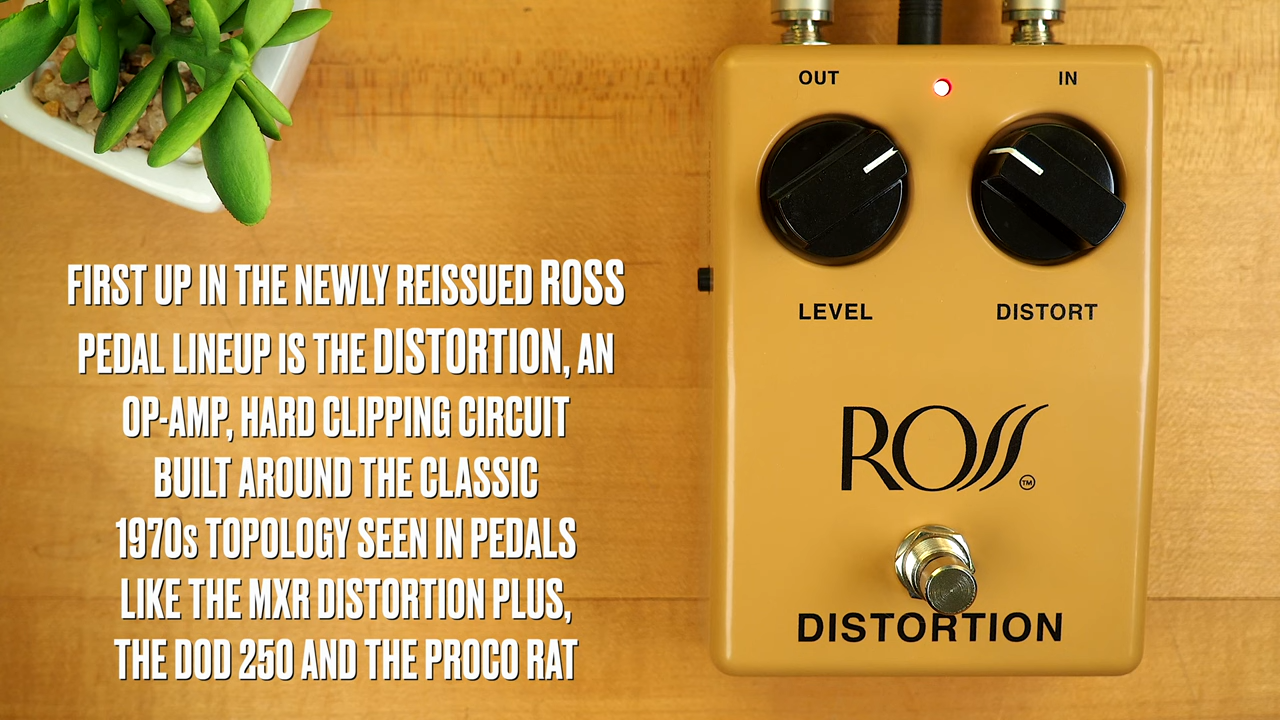 FIRST UP IN THE NEWLY REISSUED ROSS
PEDAL LINEUP IS THE DISTORTION, AN
OP-AMP, HARD CLIPPING CIRCUIT
BUILT AROUND THE CLASSIC
1970s TOPOLOGY SEEN IN PEDALS
LIKE THE MXR DISTORTION PLUS,
THE DOD 250 AND THE PROCO RAT
OUT IN
LEVEL DISTORT
ROSS TM
DISTORTION